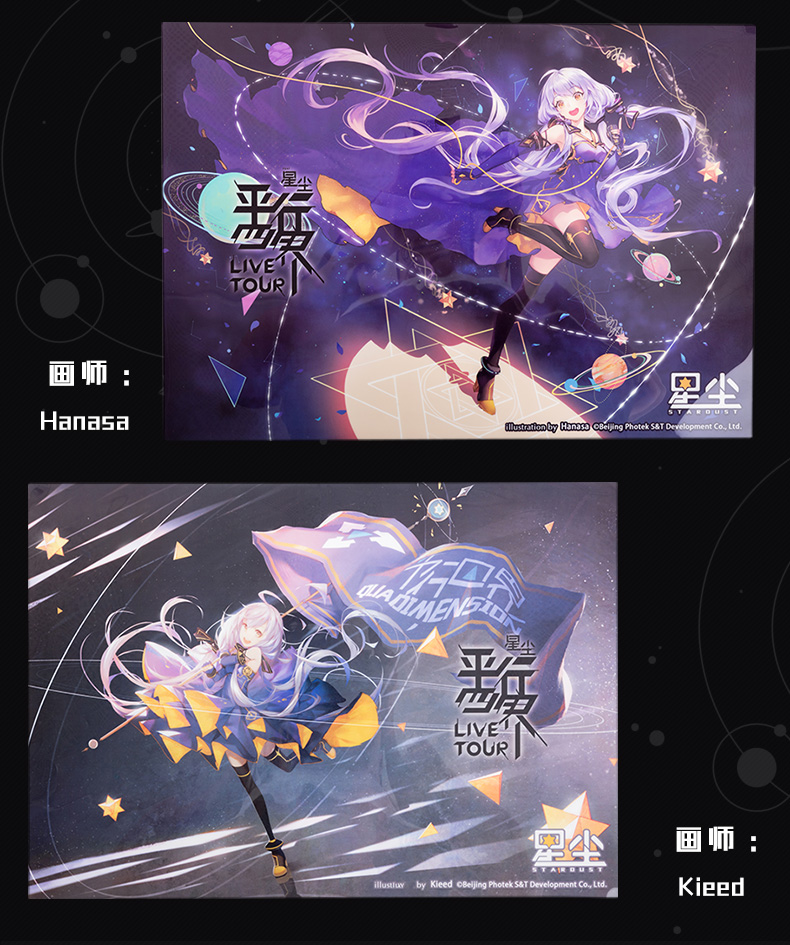 星尘
平行四界
LIVE
TOUR
画师：
Hanasa
星尘
STARDUST
illustration by Hanasa ©Beijing Photek S&T Development Co., Ltd.
QUADIMENSION
星尘
平行四界
LIVE
TOUR
星尘
STARDUST
by Kieed ©Beijing Photek S&T Development Co., Ltd.
画师：
Kieed